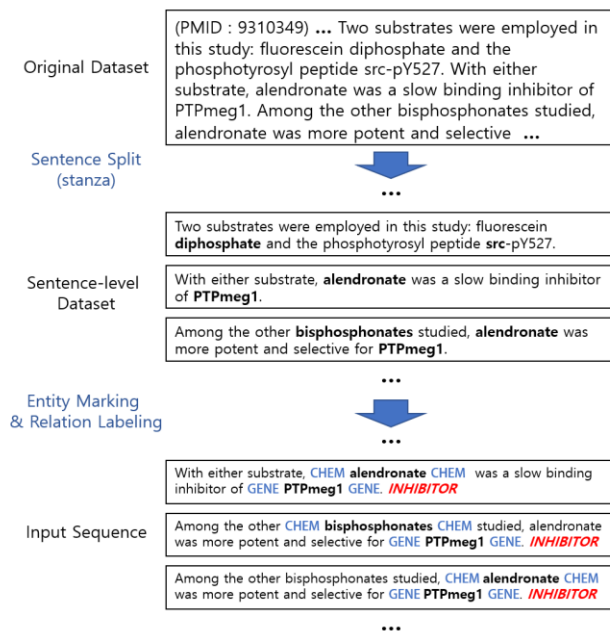 Original Dataset
(PMID : 9310349) ... Two substrates were employed in
this study: fluorescein diphosphate and the
phosphotyrosyl peptide src-pY527. With either
substrate, alendronate was a slow binding inhibitor of
PTPmeg1. Among the other bisphosphonates studied,
alendronate was more potent and selective ...
Sentence Split
(stanza)
...
Sentence-level
Dataset
Two substrates were employed in this study: fluorescein
diphosphate and the phosphotyrosyl peptide src-pY527.
With either substrate, alendronate was a slow binding inhibitor
of PTPmeg1.
Among the other bisphosphonates studied, alendronate was
more potent and selective for PTPmeg1.
...
Entity Marking
& Relation Labeling
...
Input Sequence
With either substrate, CHEM alendronate CHEM was a slow binding
inhibitor of GENE PTPmeg1 GENE. INHIBITOR
Among the other CHEM bisphosphonates CHEM studied, alendronate
was more potent and selective for GENE PTPmeg1 GENE. INHIBITOR
Among the other bisphosphonates studied, CHEM alendronate CHEM
was more potent and selective for GENE PTPmeg1 GENE. INHIBITOR
...